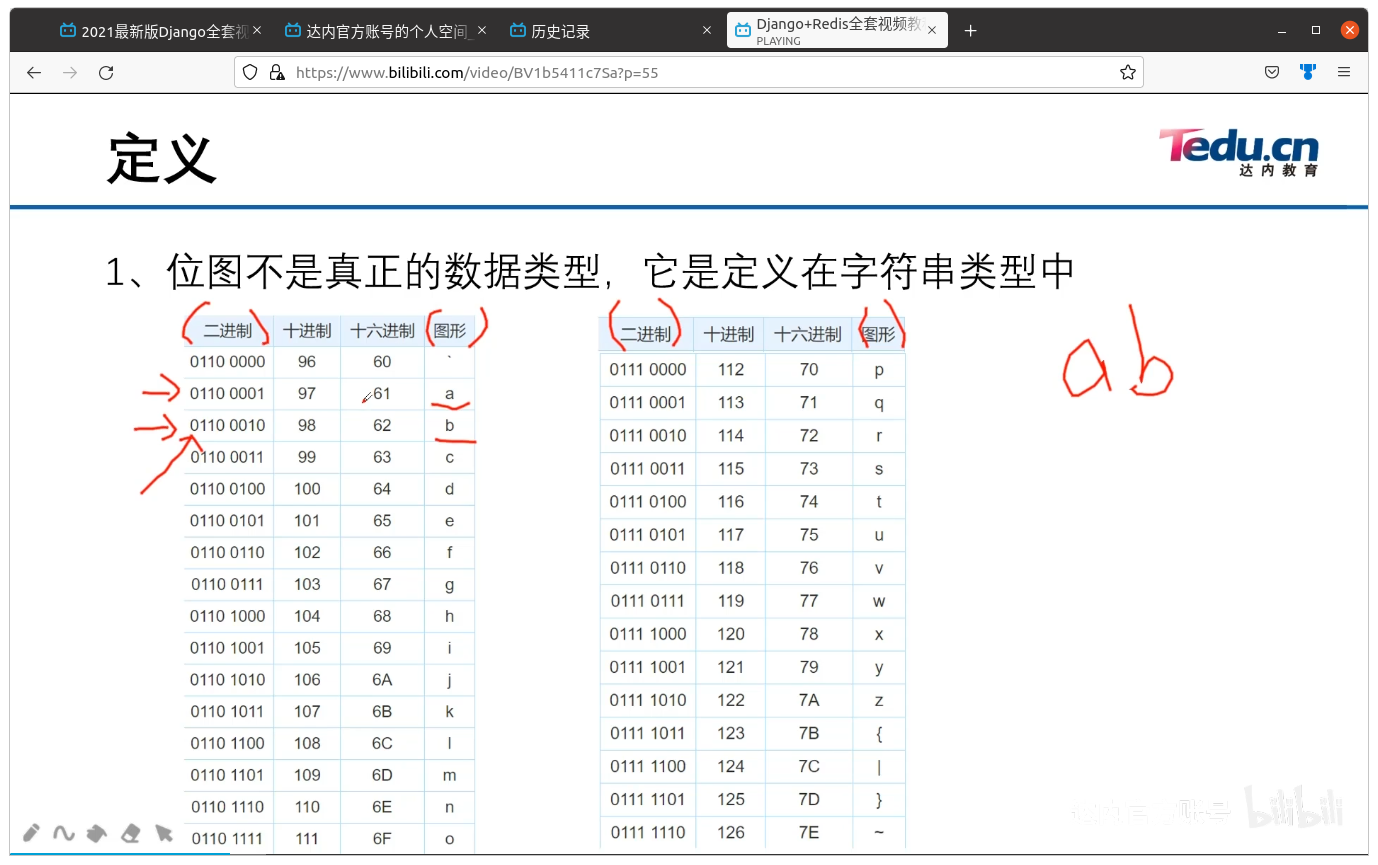 2021最新版Django全套视
达内官方账号的个人空间_
历史记录
Django+Redis全套视频教
PLAYING
https://www.bilibili.com/video/BV1b5411c7Sa?p=55
定义
Tedu.cn
达内教育
1、位图不是真正的数据类型，它是定义在字符串类型中
二进制 十进制 十六进制 图形
0110 0000 96 60 `
0110 0001 97 61 a
0110 0010 98 62 b
0110 0011 99 63 c
0110 0100 100 64 d
0110 0101 101 65 e
0110 0110 102 66 f
0110 0111 103 67 g
0110 1000 104 68 h
0110 1001 105 69 i
0110 1010 106 6A j
0110 1011 107 6B k
0110 1100 108 6C l
0110 1101 109 6D m
0110 1110 110 6E n
0110 1111 111 6F o
二进制 十进制 十六进制 图形
0111 0000 112 70 p
0111 0001 113 71 q
0111 0010 114 72 r
0111 0011 115 73 s
0111 0100 116 74 t
0111 0101 117 75 u
0111 0110 118 76 v
0111 0111 119 77 w
0111 1000 120 78 x
0111 1001 121 79 y
0111 1010 122 7A z
0111 1011 123 7B {
0111 1100 124 7C |
0111 1101 125 7D }
0111 1110 126 7E ~
ab
达内官方账号 bilibili